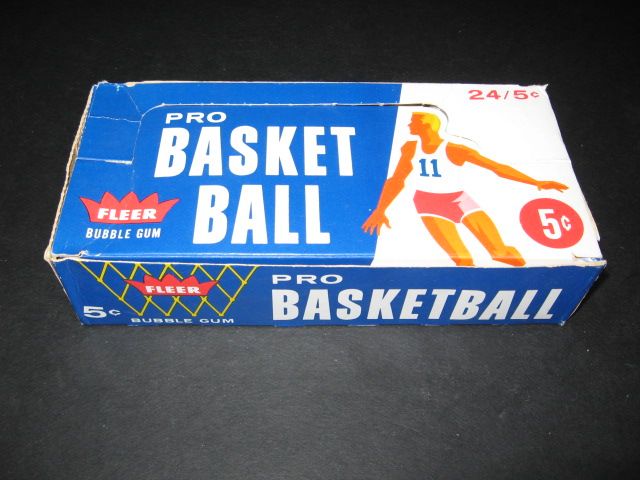 24/5¢
PRO
BASKET
BALL
11
FLEER
BUBBLE GUM
5¢
PRO
BASKETBALL
FLEER
5¢
BUBBLE GUM